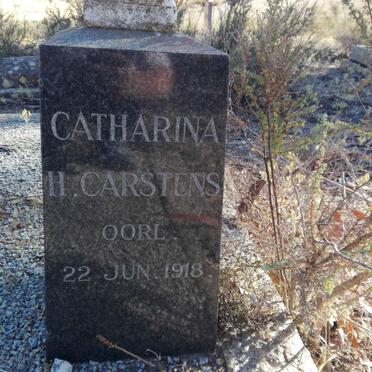 CATHARINA
H. CARSTENS
OORL.
22 JUN. 1918